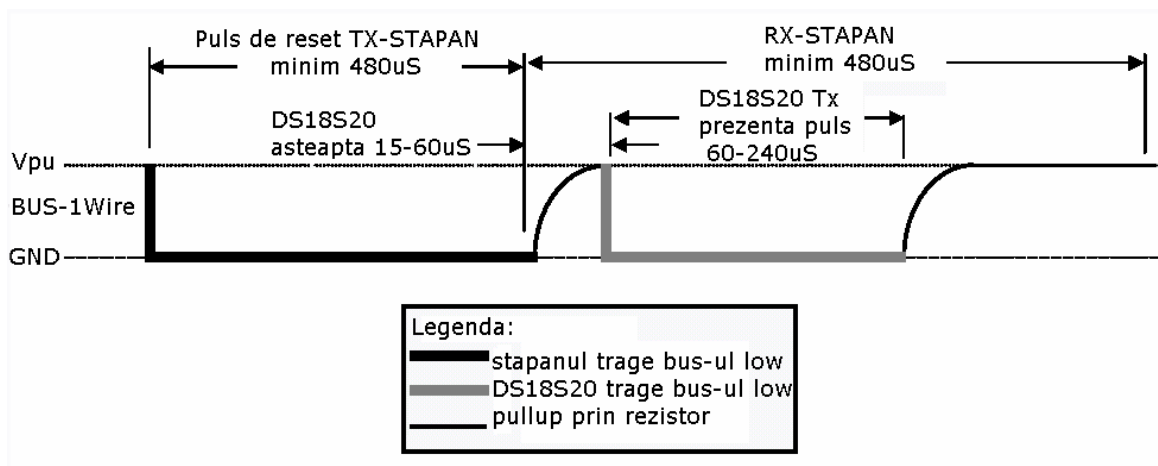 Puls de reset TX-STAPAN
minim 480uS
RX-STAPAN
minim 480uS
DS18S20
asteapta 15-60uS
DS18S20 Tx
prezenta puls
60-240uS
Vpu
BUS-1Wire
GND
Legenda:
stapanul trage bus-ul low
DS18S20 trage bus-ul low
pullup prin rezistor